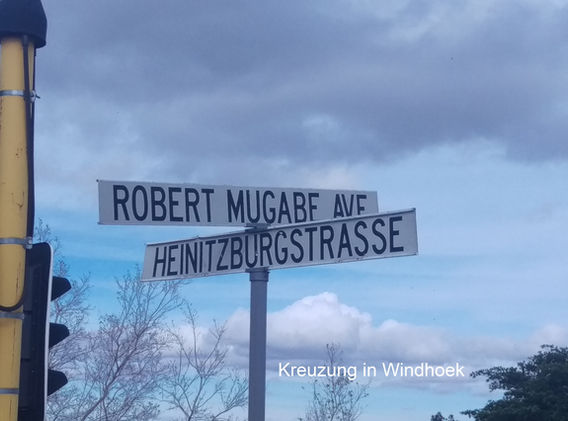 ROBERT MUGABE AVE
HEINITZBURGSTRASSE
Kreuzung in Windhoek